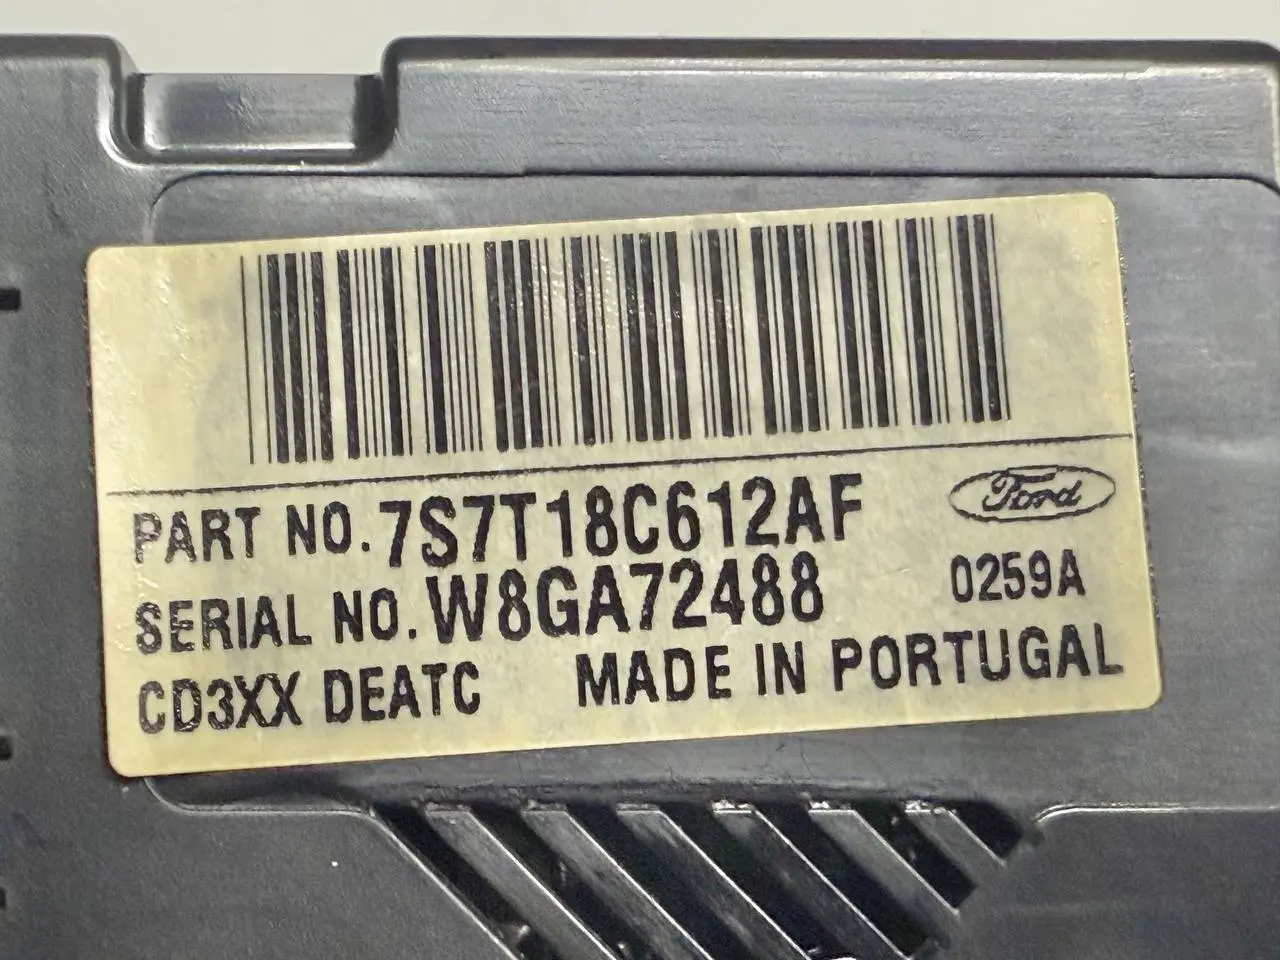 PART NO.7S7T18C612AF
Ford
SERIAL NO.W8GA72488
0259A
CD3XX DEATC MADE IN PORTUGAL